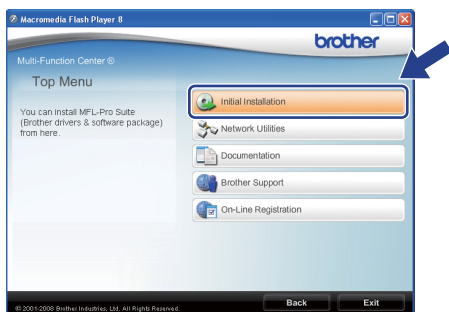 Macromedia Flash Player 8
brother
Multi-Function Center ®
Top Menu
You can install MFL-Pro Suite
(Brother drivers & software package)
from here.
Initial Installation
Network Utilities
Documentation
Brother Support
On-Line Registration
© 2001-2008 Brother Industries, Ltd. All Rights Reserved.
Back
Exit